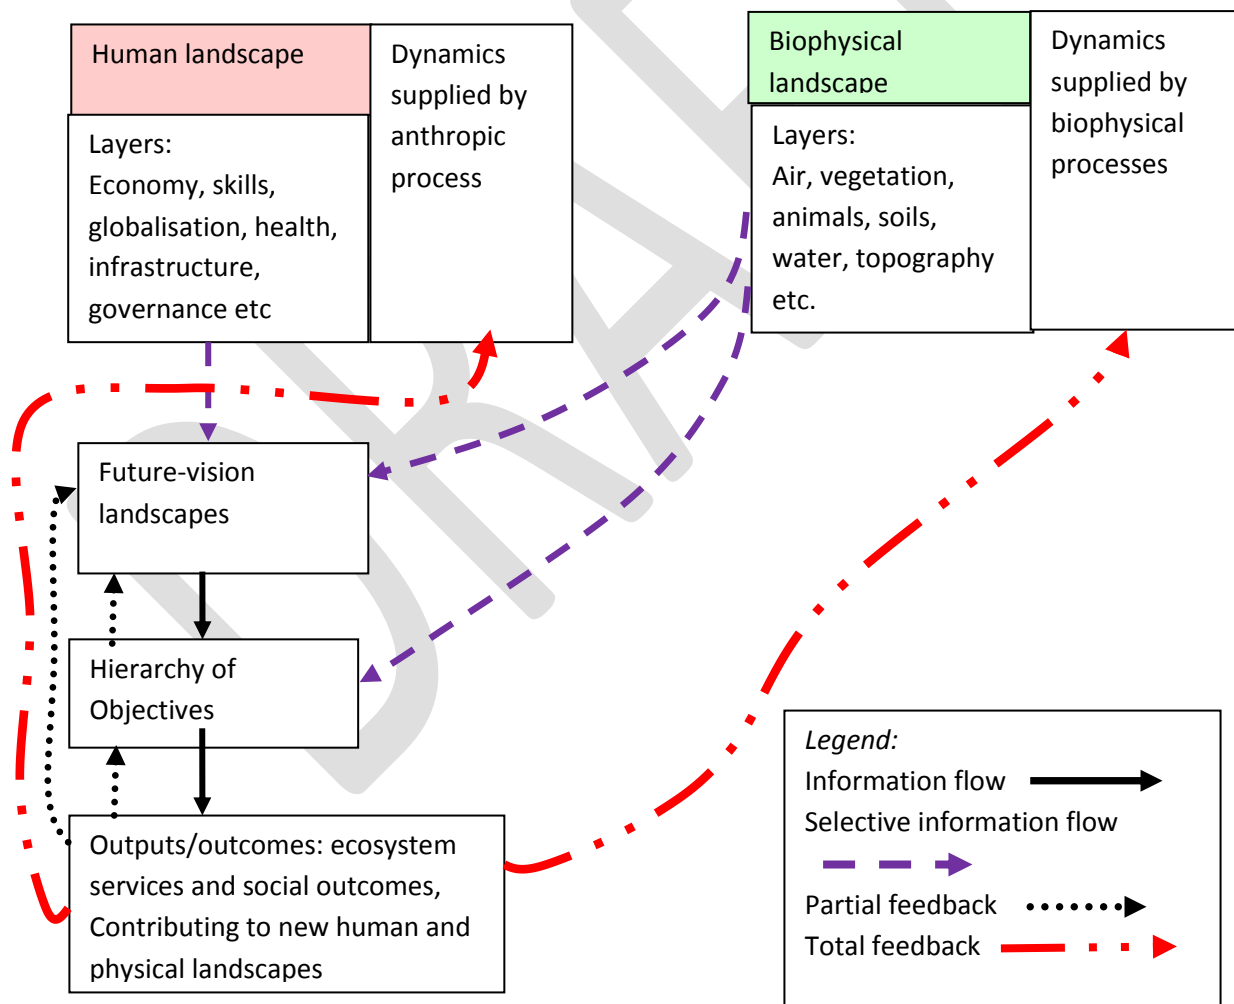 Human landscape
Dynamics
supplied by
anthropic
process
Layers:
Economy, skills,
globalisation, health,
infrastructure,
governance etc
Biophysical
landscape
Dynamics
supplied by
biophysical
processes
Layers:
Air, vegetation,
animals, soils,
water, topography
etc.
Future-vision
landscapes
Hierarchy of
Objectives
Outputs/outcomes: ecosystem
services and social outcomes,
Contributing to new human and
physical landscapes
Legend:
Information flow
Selective information flow
Partial feedback
Total feedback
DRAF